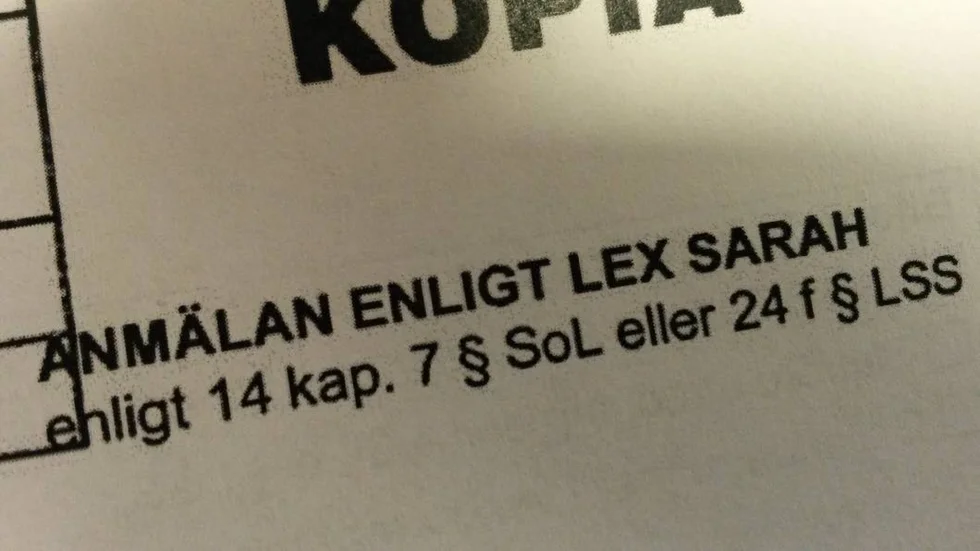 KOPIA
ANMÄLAN ENLIGT LEX SARAH
enligt 14 kap. 7 § SoL eller 24 f § LSS